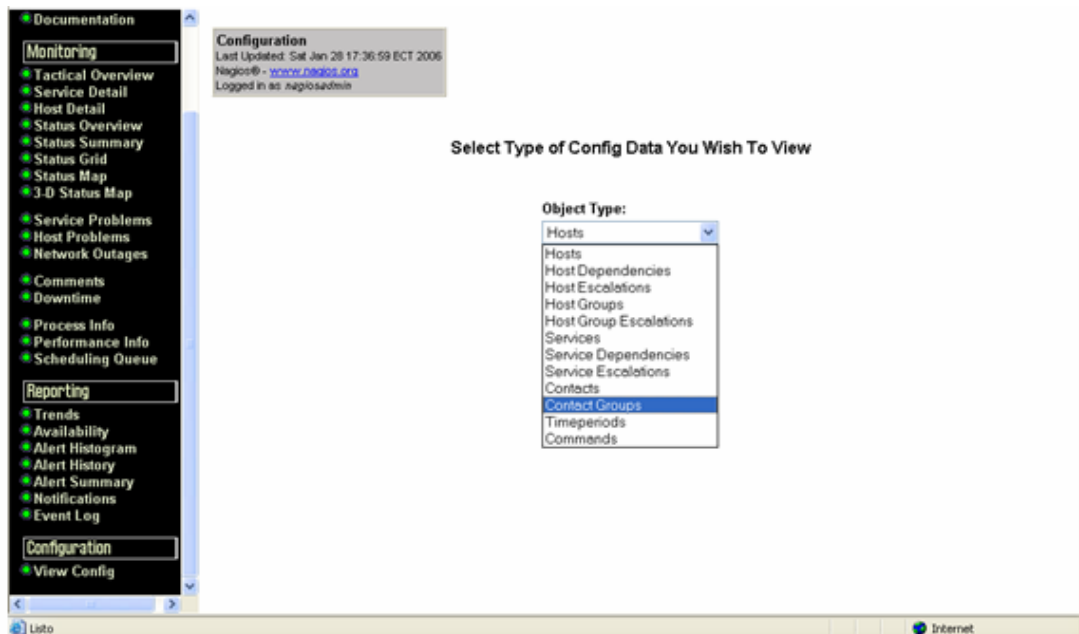 Documentation
Monitoring
Tactical Overview
Service Detail
Host Detail
Status Overview
Status Summary
Status Grid
Status Map
3-D Status Map
Service Problems
Host Problems
Network Outages
Comments
Downtime
Process Info
Performance Info
Scheduling Queue
Reporting
Trends
Availability
Alert Histogram
Alert History
Alert Summary
Notifications
Event Log
Configuration
View Config
Configuration
Last Updated: Sat Jan 28 17:36:59 ECT 2006
Nagios® - www.nagios.org
Logged in as nagiosadmin
Select Type of Config Data You Wish To View
Object Type:
Hosts
Hosts
Host Dependencies
Host Escalations
Host Groups
Host Group Escalations
Services
Service Dependencies
Service Escalations
Contacts
Contact Groups
Timeperiods
Commands
Listo
Internet